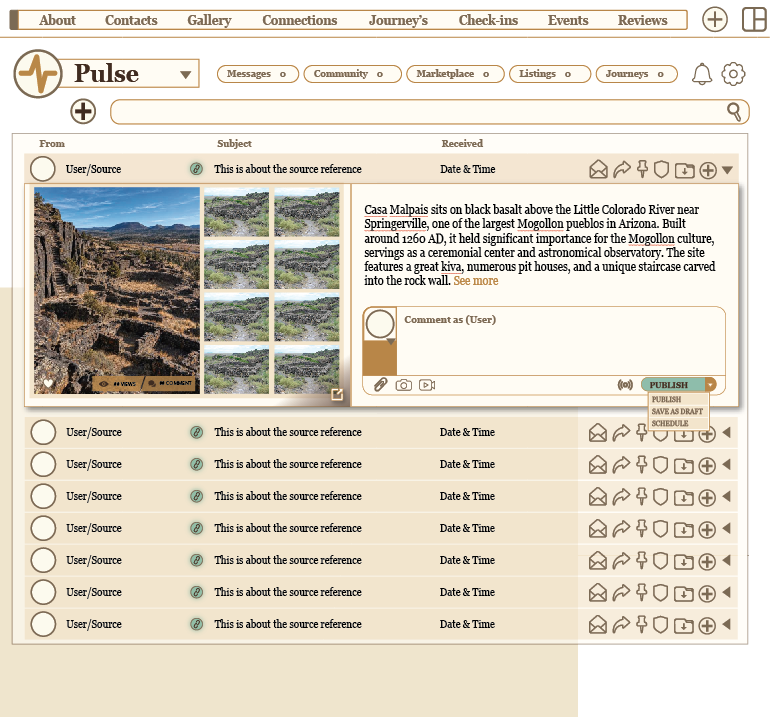 About Contacts Gallery Connections Journey's Check-ins Events Reviews
Pulse
Messages 0 Community 0 Marketplace 0 Listings 0 Journeys 0
From Subject Received
User/Source This is about the source reference Date & Time
Casa Malpais sits on black basalt above the Little Colorado River near
Springerville, one of the largest Mogollon pueblos in Arizona. Built
around 1260 AD, it held significant importance for the Mogollon culture,
servings as a ceremonial center and astronomical observatory. The site
features a great kiva, numerous pit houses, and a unique staircase carved
into the rock wall. See more
Comment as (User)
## VIEWS ## COMMENT
PUBLISH
PUBLISH
SAVE AS DRAFT
SCHEDULE
User/Source This is about the source reference Date & Time
User/Source This is about the source reference Date & Time
User/Source This is about the source reference Date & Time
User/Source This is about the source reference Date & Time
User/Source This is about the source reference Date & Time
User/Source This is about the source reference Date & Time
User/Source This is about the source reference Date & Time